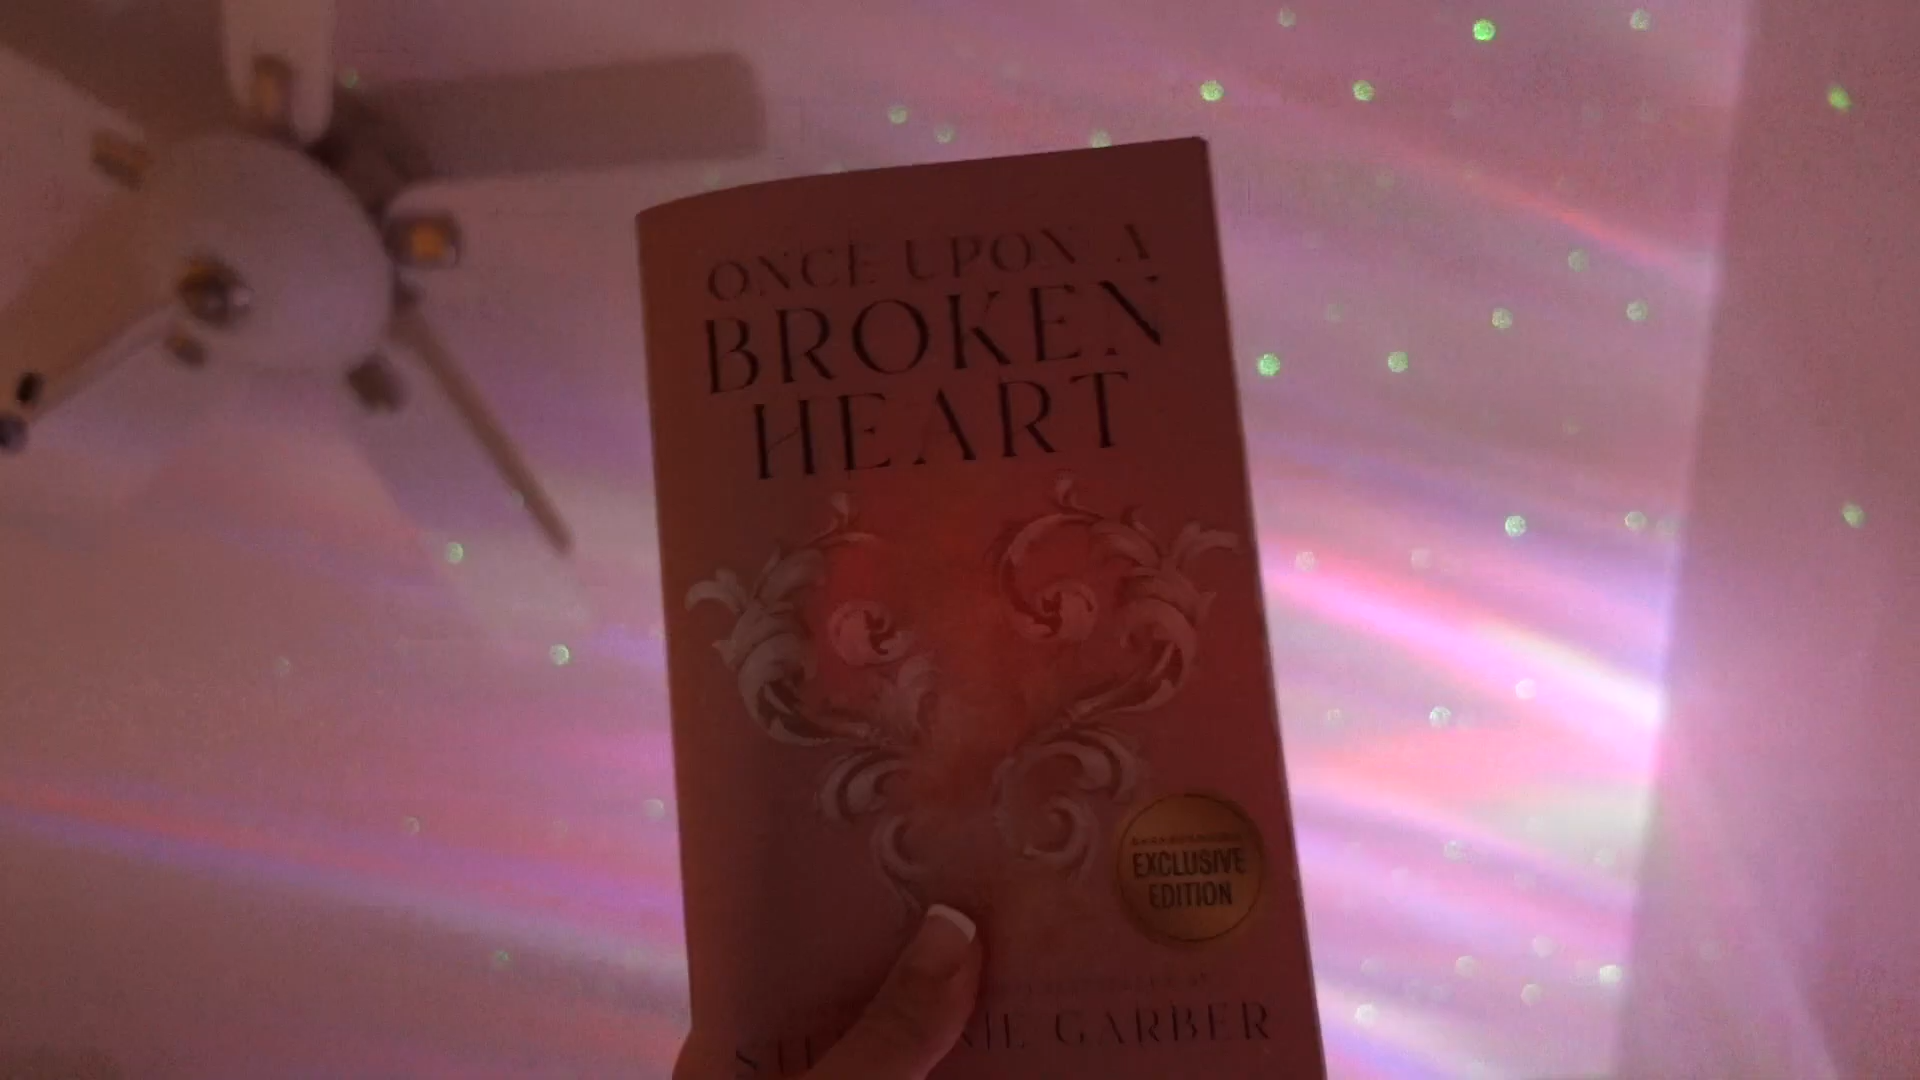 ONCE UPON A
BROKEN
HEART
EXCLUSIVE
EDITION
GARBER